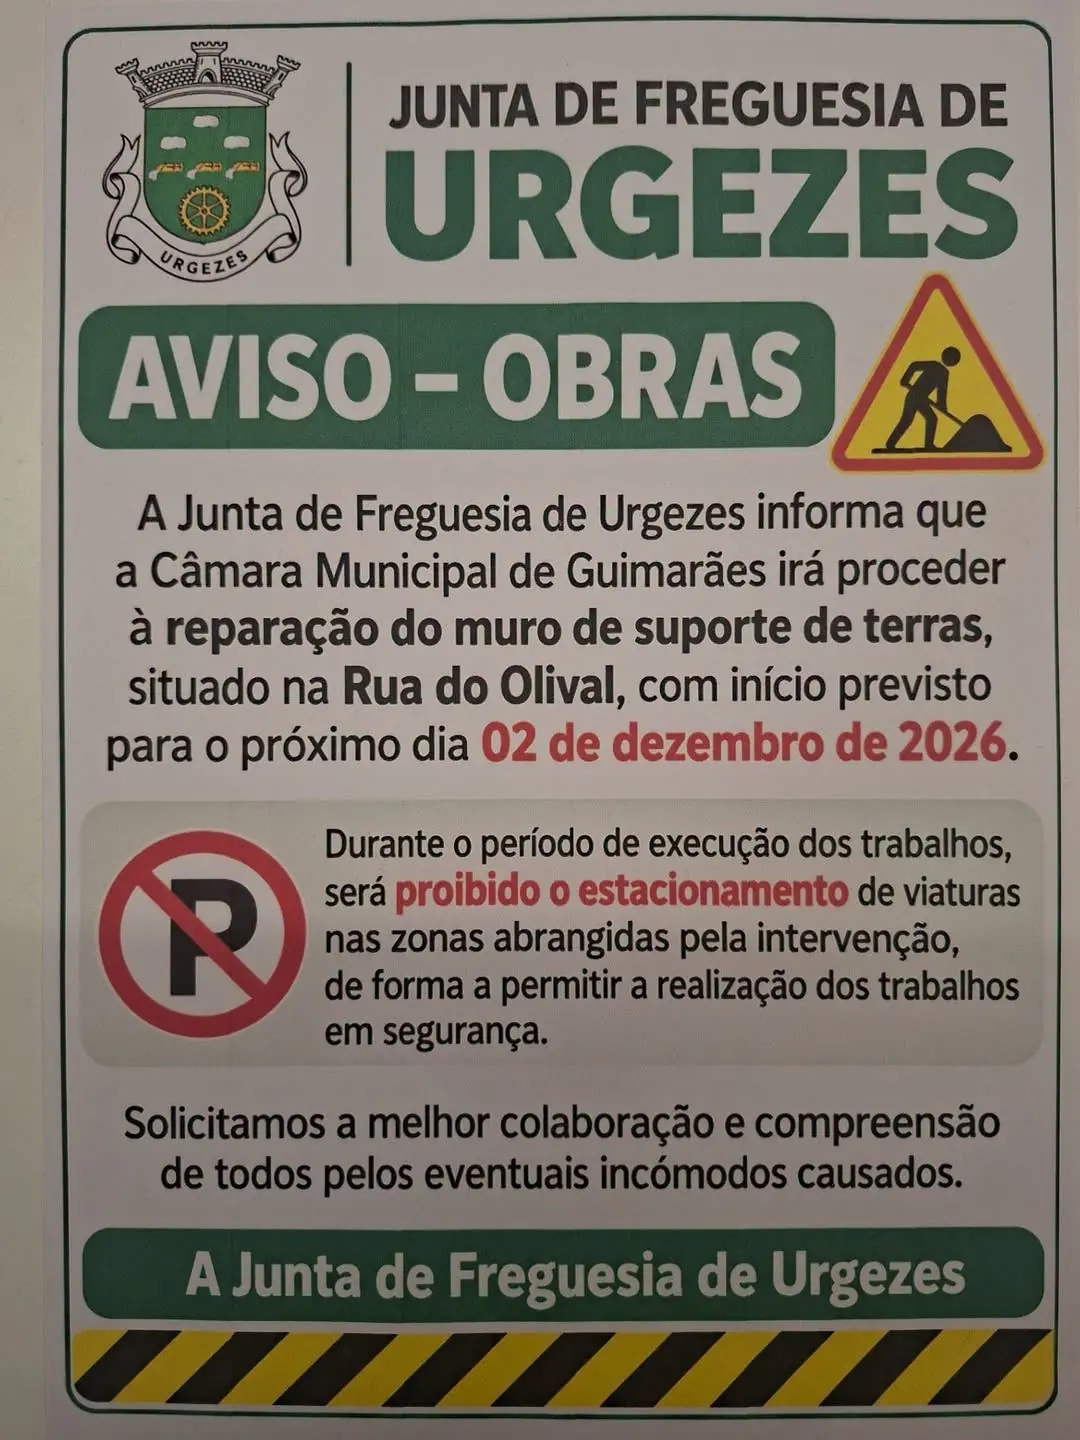 URGEZES
JUNTA DE FREGUESIA DE
URGEZES
AVISO - OBRAS
A Junta de Freguesia de Urgezes informa que
a Câmara Municipal de Guimarães irá proceder
à reparação do muro de suporte de terras,
situado na Rua do Olival, com início previsto
para o próximo dia 02 de dezembro de 2026.
P
Durante o período de execução dos trabalhos,
será proibido o estacionamento de viaturas
nas zonas abrangidas pela intervenção,
de forma a permitir a realização dos trabalhos
em segurança.
Solicitamos a melhor colaboração e compreensão
de todos pelos eventuais incómodos causados.
A Junta de Freguesia de Urgezes